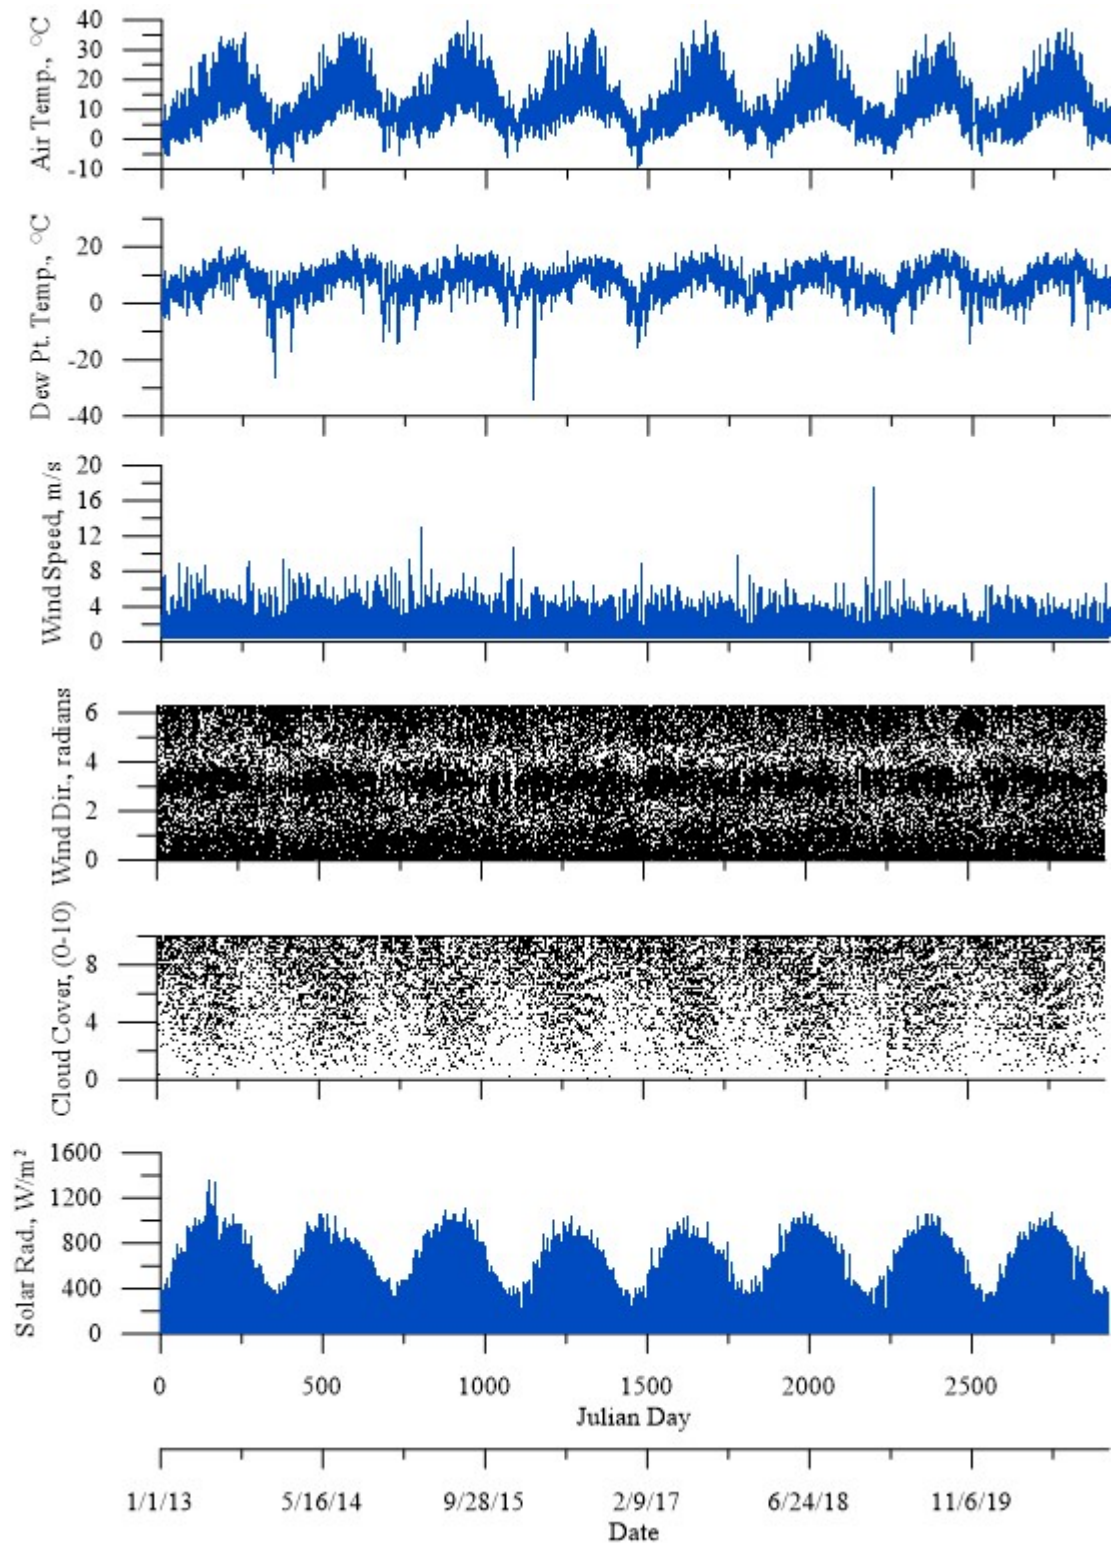 Air Temp., °C
40
30
20
10
0
-10
Dew Pt. Temp., °C
20
0
-20
-40
Wind Speed, m/s
20
16
12
8
4
0
Wind Dir., radians
6
4
2
0
Cloud Cover, (0-10)
8
4
0
Solar Rad., W/m²
1600
1200
800
400
0
0 500 1000 1500 2000 2500
Julian Day
1/1/13 5/16/14 9/28/15 2/9/17 6/24/18 11/6/19
Date